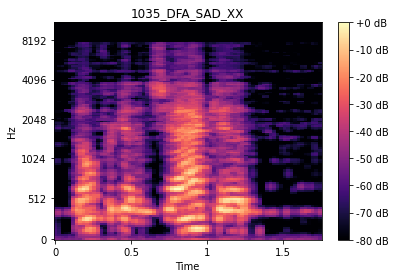 1035_DFA_SAD_XX
+0 dB
8192
-10 dB
4096
-20 dB
-30 dB
2048
Hz
-40 dB
1024
-50 dB
512
-60 dB
-70 dB
0
-80 dB
0 0.5 1 1.5
Time